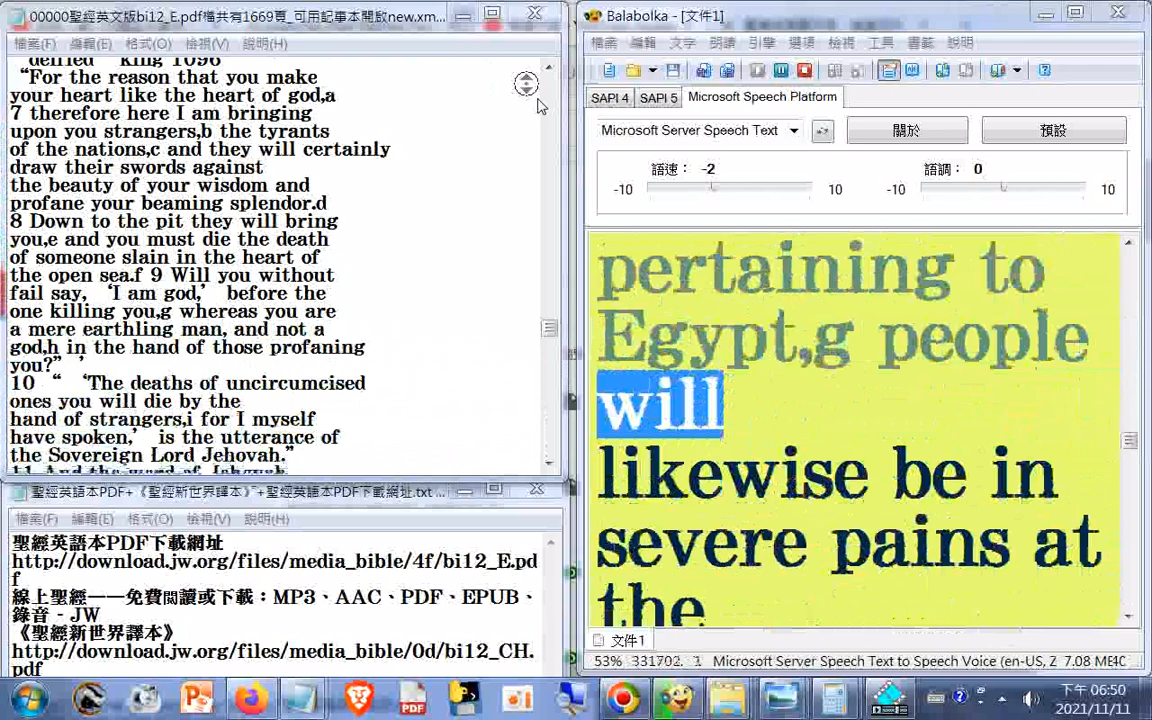 00000聖經英文版bi12_E.pdf檔共有1669頁_可用記事本開啟new.xm...
檔案(F) 編輯(E) 格式(O) 檢視(V) 說明(H)
deified king 1096
“For the reason that you make
your heart like the heart of god,a
7 therefore here I am bringing
upon you strangers,b the tyrants
of the nations,c and they will certainly
draw their swords against
the beauty of your wisdom and
profane your beaming splendor.d
8 Down to the pit they will bring
you,e and you must die the death
of someone slain in the heart of
the open sea.f 9 Will you without
fail say, ‘I am god,’ before the
one killing you,g whereas you are
a mere earthling man, and not a
god,h in the hand of those profaning
you?” ’
10 “ ‘The deaths of uncircumcised
ones you will die by the
hand of strangers,i for I myself
have spoken,’ is the utterance of
the Sovereign Lord Jehovah.”
11 And the word of Jehovah
聖經英語本PDF+《聖經新世界譯本》"+聖經英語本PDF下載網址.txt ...
檔案(F) 編輯(E) 格式(O) 檢視(V) 說明(H)
聖經英語本PDF下載網址
http://download.jw.org/files/media_bible/4f/bi12_E.pd
f
線上聖經——免費閱讀或下載：MP3、AAC、PDF、EPUB、
錄音 - JW
《聖經新世界譯本》
http://download.jw.org/files/media_bible/0d/bi12_CH.
pdf
Balabolka - [文件1]
檔案 編輯 文字 朗讀 引擎 選項 檢視 工具 書籤 說明
SAPI 4 SAPI 5 Microsoft Speech Platform
Microsoft Server Speech Text 關於 預設
語速： -2 語調： 0
-10 10 -10 10
pertaining to
Egypt,g people
will
likewise be in
severe pains at
the
文件1
53% 331702. 1 Microsoft Server Speech Text to Speech Voice (en-US, Z 7.08 ME
PDF
下午 06:50
2021/11/11